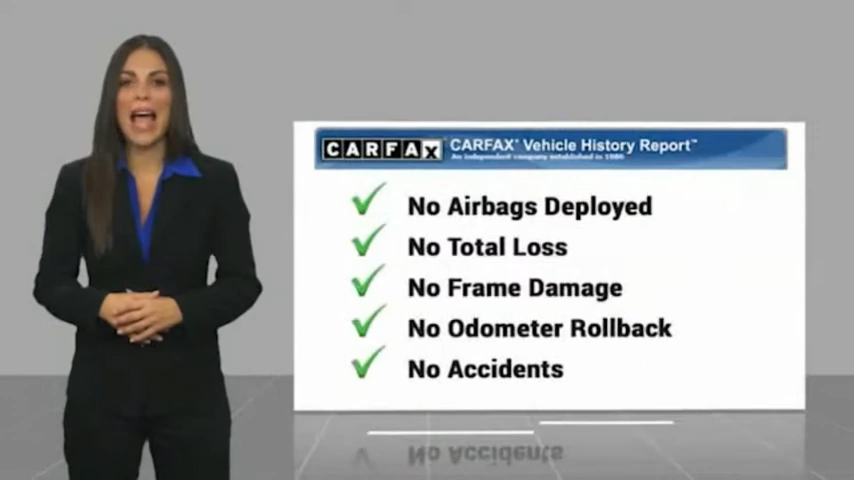 CARFAX CARFAX® Vehicle History Report™
An independent company established in 1986
No Airbags Deployed
No Total Loss
No Frame Damage
No Odometer Rollback
No Accidents
No Accidents